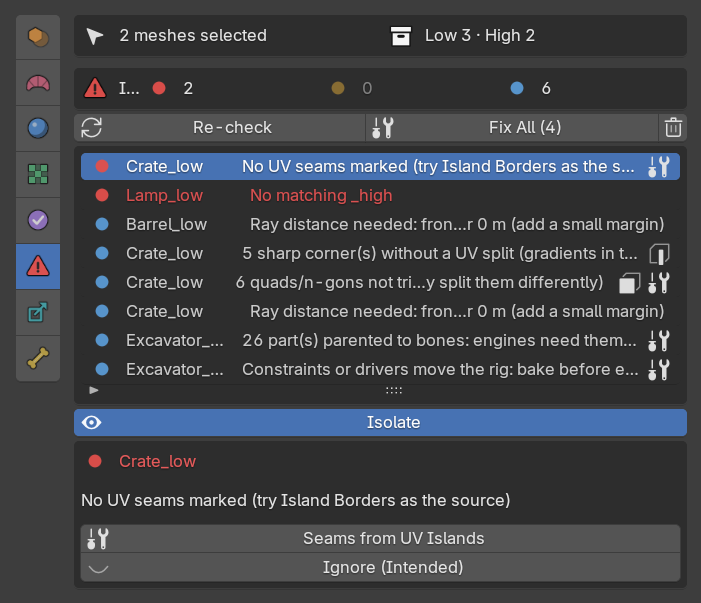 2 meshes selected Low 3 · High 2
I... 2 0 6
Re-check Fix All (4)
Crate_low No UV seams marked (try Island Borders as the s...
Lamp_low No matching _high
Barrel_low Ray distance needed: fron...r 0 m (add a small margin)
Crate_low 5 sharp corner(s) without a UV split (gradients in t...
Crate_low 6 quads/n-gons not tri...y split them differently)
Crate_low Ray distance needed: fron...r 0 m (add a small margin)
Excavator_... 26 part(s) parented to bones: engines need them...
Excavator_... Constraints or drivers move the rig: bake before e...
Isolate
Crate_low
No UV seams marked (try Island Borders as the source)
Seams from UV Islands
Ignore (Intended)